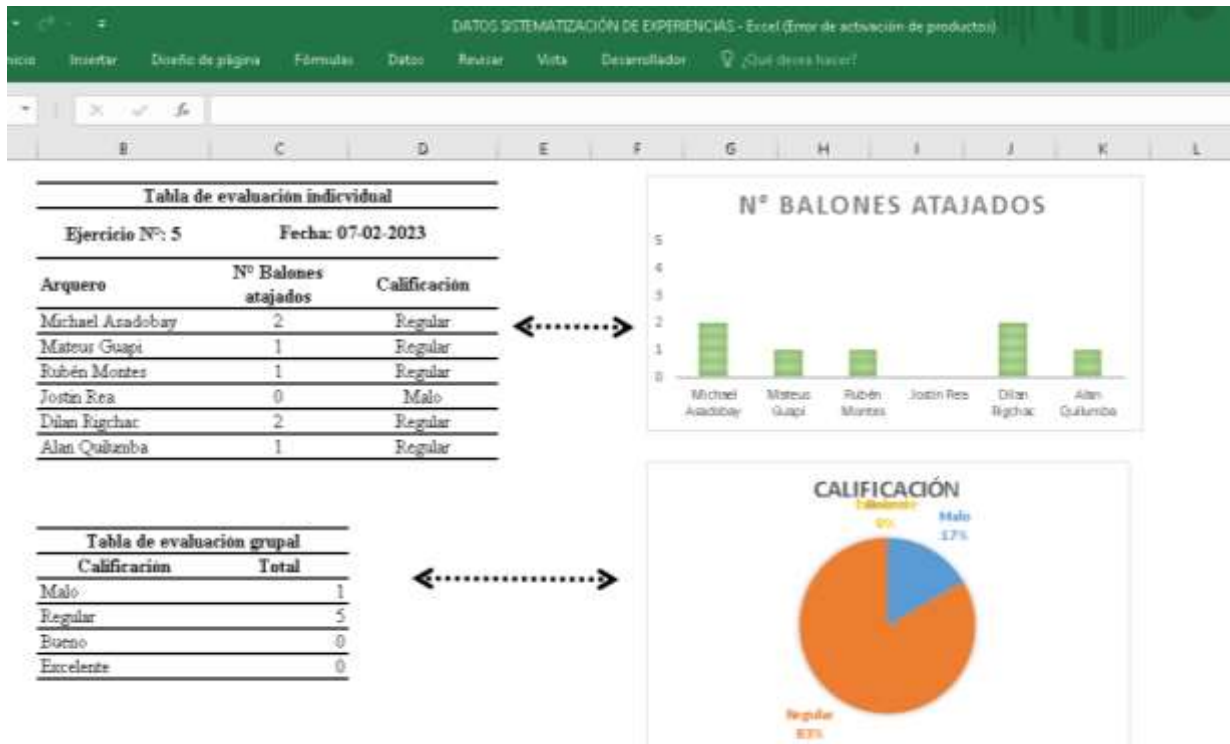 DATOS SISTEMATIZACIÓN DE EXPERIENCIAS - Excel (Error de activación de productos)
Insertar Diseño de página Fórmulas Datos Revisar Vista Desarrollador ¿Qué desea hacer?
fx
B C D E F G H I J K L
Tabla de evaluación indicvidual
Ejercicio Nº: 5 Fecha: 07-02-2023
Arquero Nº Balones atajados Calificación
Michael Asadobay 2 Regular
Mateus Guapi 1 Regular
Rubén Montes 1 Regular
Jostin Rea 0 Malo
Dilan Rigchac 2 Regular
Alan Quilumba 1 Regular
N° BALONES ATAJADOS
5
4
3
2
1
0
Michael Asadobay Mateus Guapi Rubén Montes Jostin Rea Dilan Rigchac Alan Quilumba
Tabla de evaluación grupal
Calificación Total
Malo 1
Regular 5
Bueno 0
Excelente 0
CALIFICACIÓN
0%
Malo
17%
Regular
83%